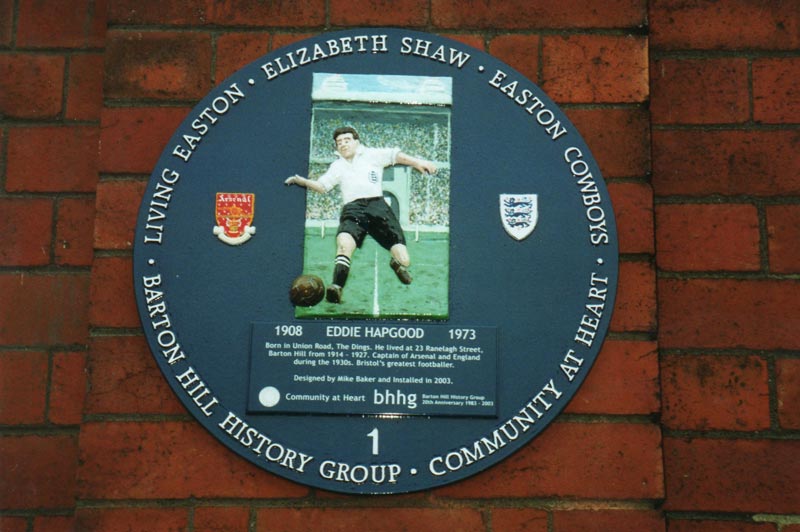 · LIVING EASTON · ELIZABETH SHAW · EASTON COWBOYS ·
Arsenal
1908 EDDIE HAPGOOD 1973
Born in Union Road, The Dings. He lived at 23 Ranelagh Street,
Barton Hill from 1914 - 1927. Captain of Arsenal and England
during the 1930s. Bristol's greatest footballer.
Designed by Mike Baker and Installed in 2003.
Community at Heart bhhg Barton Hill History Group
20th Anniversary 1983 - 2003
1
BARTON HILL HISTORY GROUP · COMMUNITY AT HEART